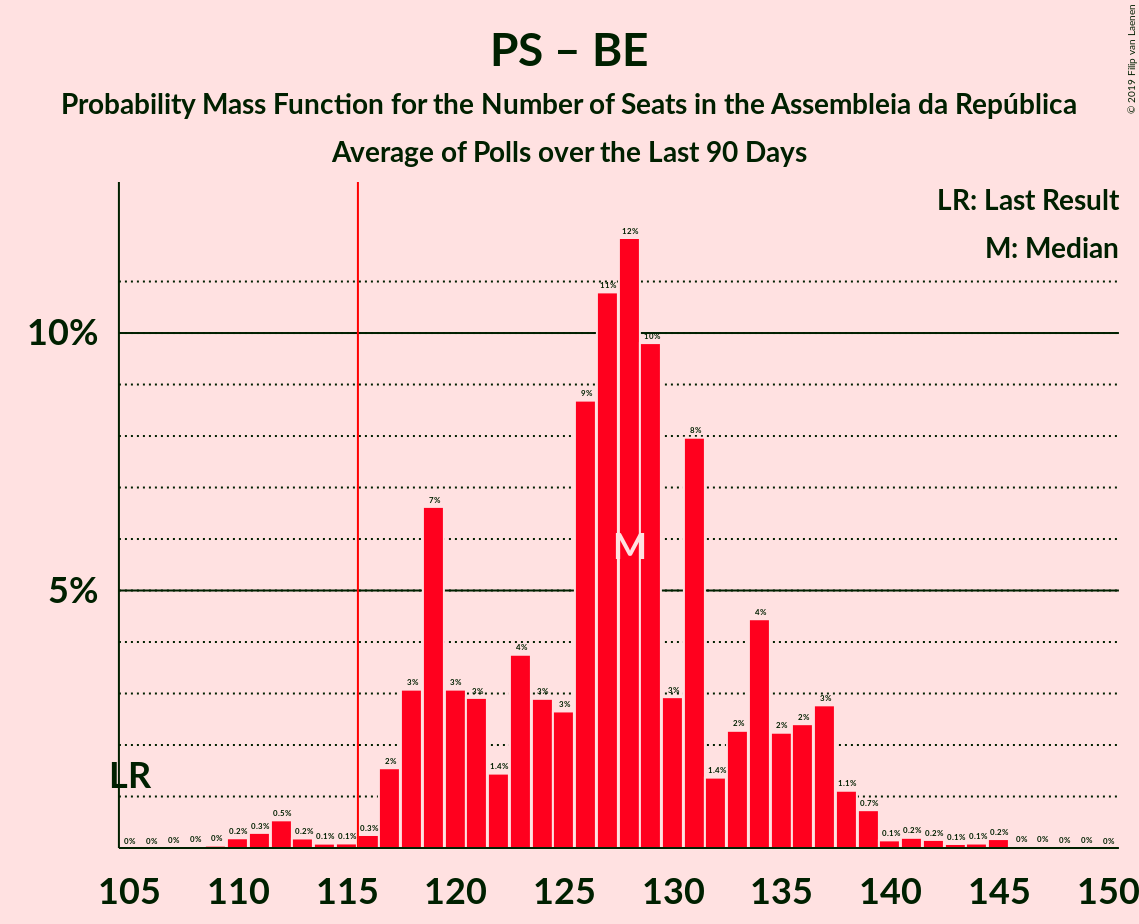 PS – BE
Probability Mass Function for the Number of Seats in the Assembleia da República
Average of Polls over the Last 90 Days
© 2019 Filip van Laenen
LR: Last Result
M: Median
10%
5%
LR
M
0% 0% 0% 0% 0% 0.2% 0.3% 0.5% 0.2% 0.1% 0.1% 0.3% 2% 3% 7% 3% 3% 1.4% 4% 3% 3% 9% 11% 12% 10% 3% 8% 1.4% 2% 4% 2% 2% 3% 1.1% 0.7% 0.1% 0.2% 0.2% 0.1% 0.1% 0.2% 0% 0% 0% 0% 0%
105 110 115 120 125 130 135 140 145 150